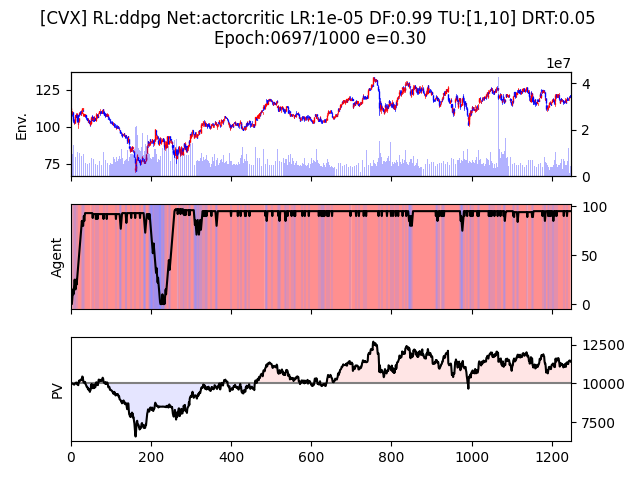 [CVX] RL:ddpg Net:actorcritic LR:1e-05 DF:0.99 TU:[1,10] DRT:0.05
Epoch:0697/1000 e=0.30
1e7
125
100
75
Env.
4
2
0
Agent
100
50
0
PV
12500
10000
7500
0 200 400 600 800 1000 1200